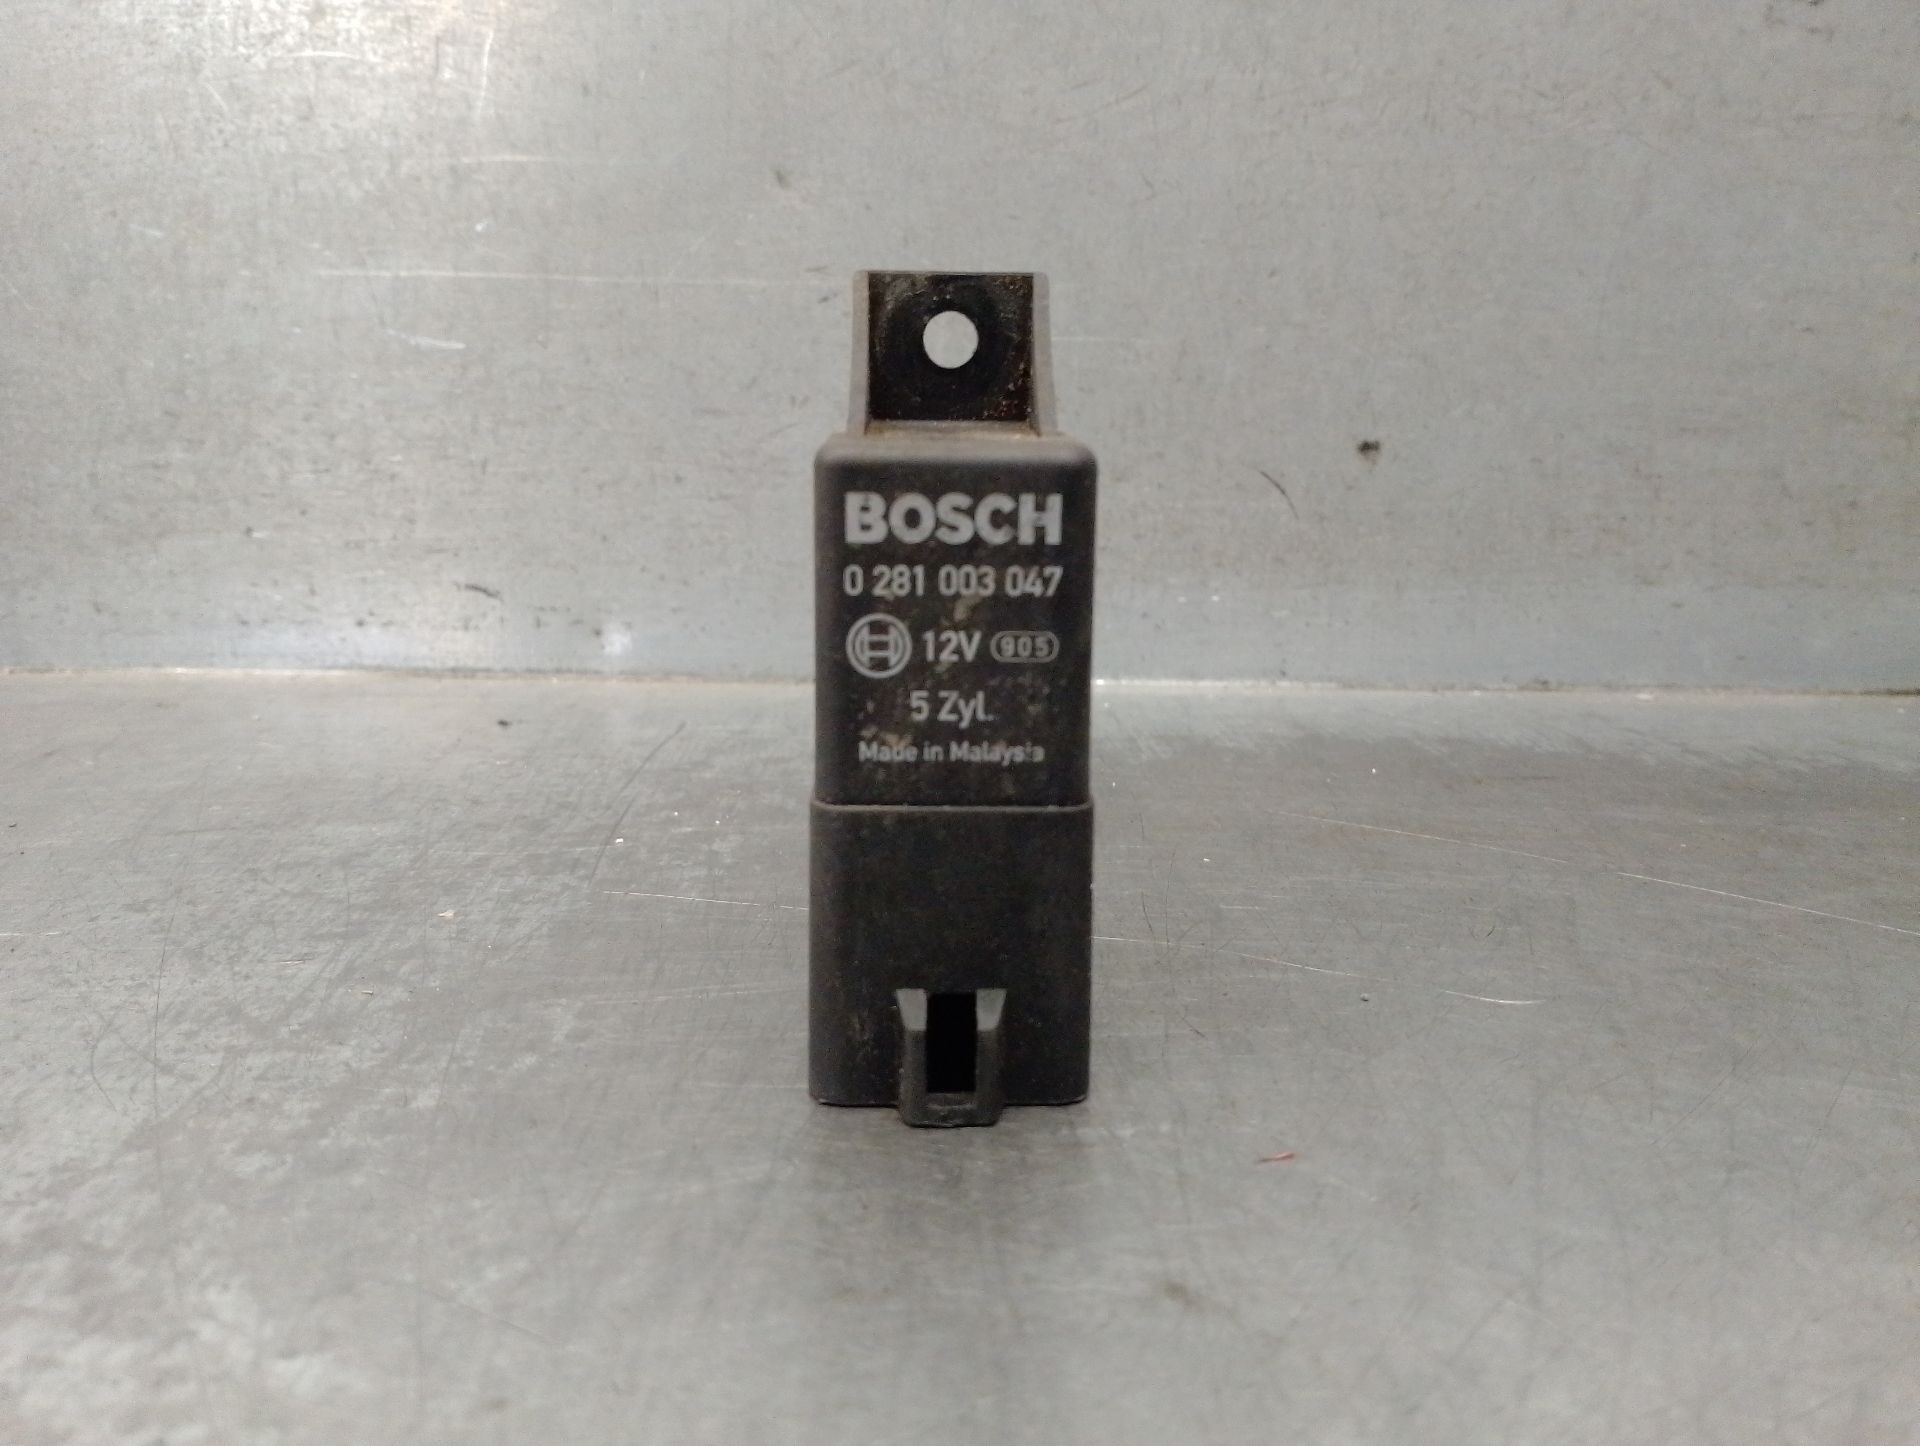 BOSCH
0 281 003 047
12V 905
5 Zyl.
Made in Malaysia